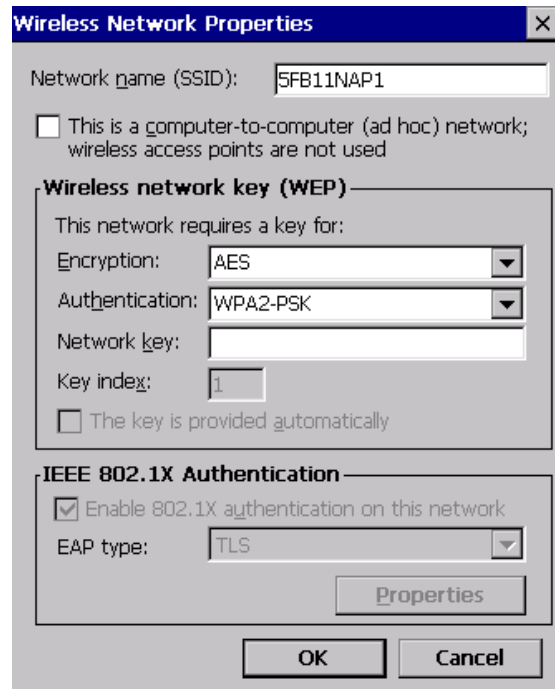 Wireless Network Properties
Network name (SSID): 5FB11NAP1
This is a computer-to-computer (ad hoc) network;
wireless access points are not used
Wireless network key (WEP)
This network requires a key for:
Encryption: AES
Authentication: WPA2-PSK
Network key:
Key index: 1
The key is provided automatically
IEEE 802.1X Authentication
Enable 802.1X authentication on this network
EAP type: TLS
Properties
OK Cancel